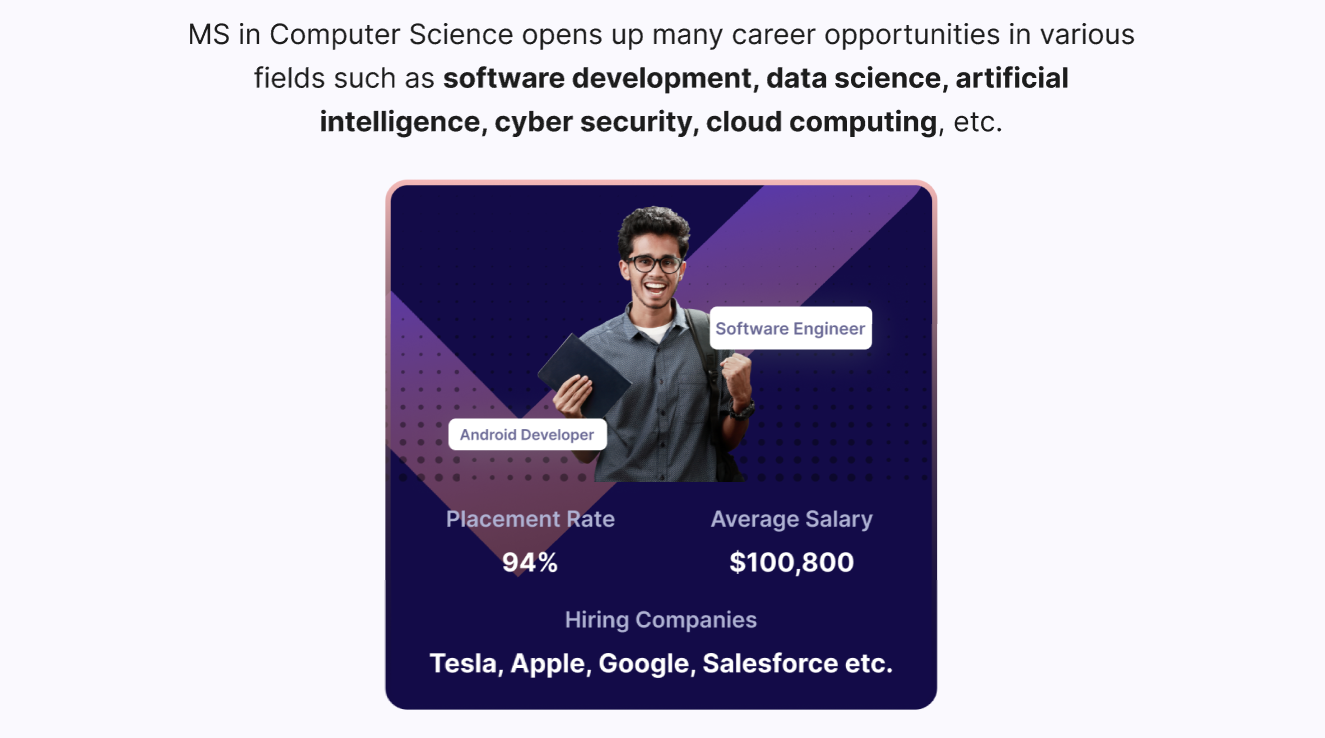 MS in Computer Science opens up many career opportunities in various
fields such as software development, data science, artificial
intelligence, cyber security, cloud computing, etc.
Software Engineer
Android Developer
Placement Rate
94%
Average Salary
$100,800
Hiring Companies
Tesla, Apple, Google, Salesforce etc.